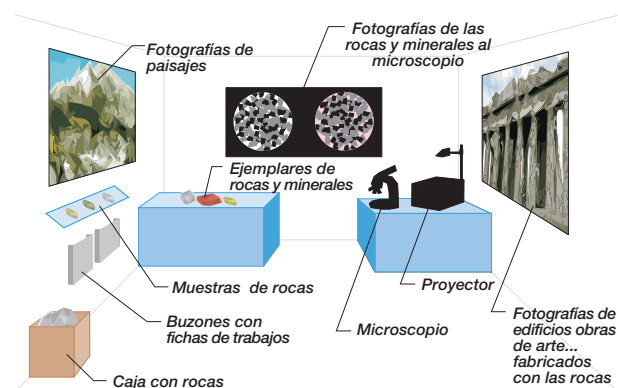 Fotografías de
paisajes
Fotografías de las
rocas y minerales al
microscopio
Ejemplares de
rocas y minerales
Muestras de rocas
Buzones con
fichas de trabajos
Caja con rocas
Microscopio
Proyector
Fotografías de
edificios obras
de arte...
fabricados
con las rocas